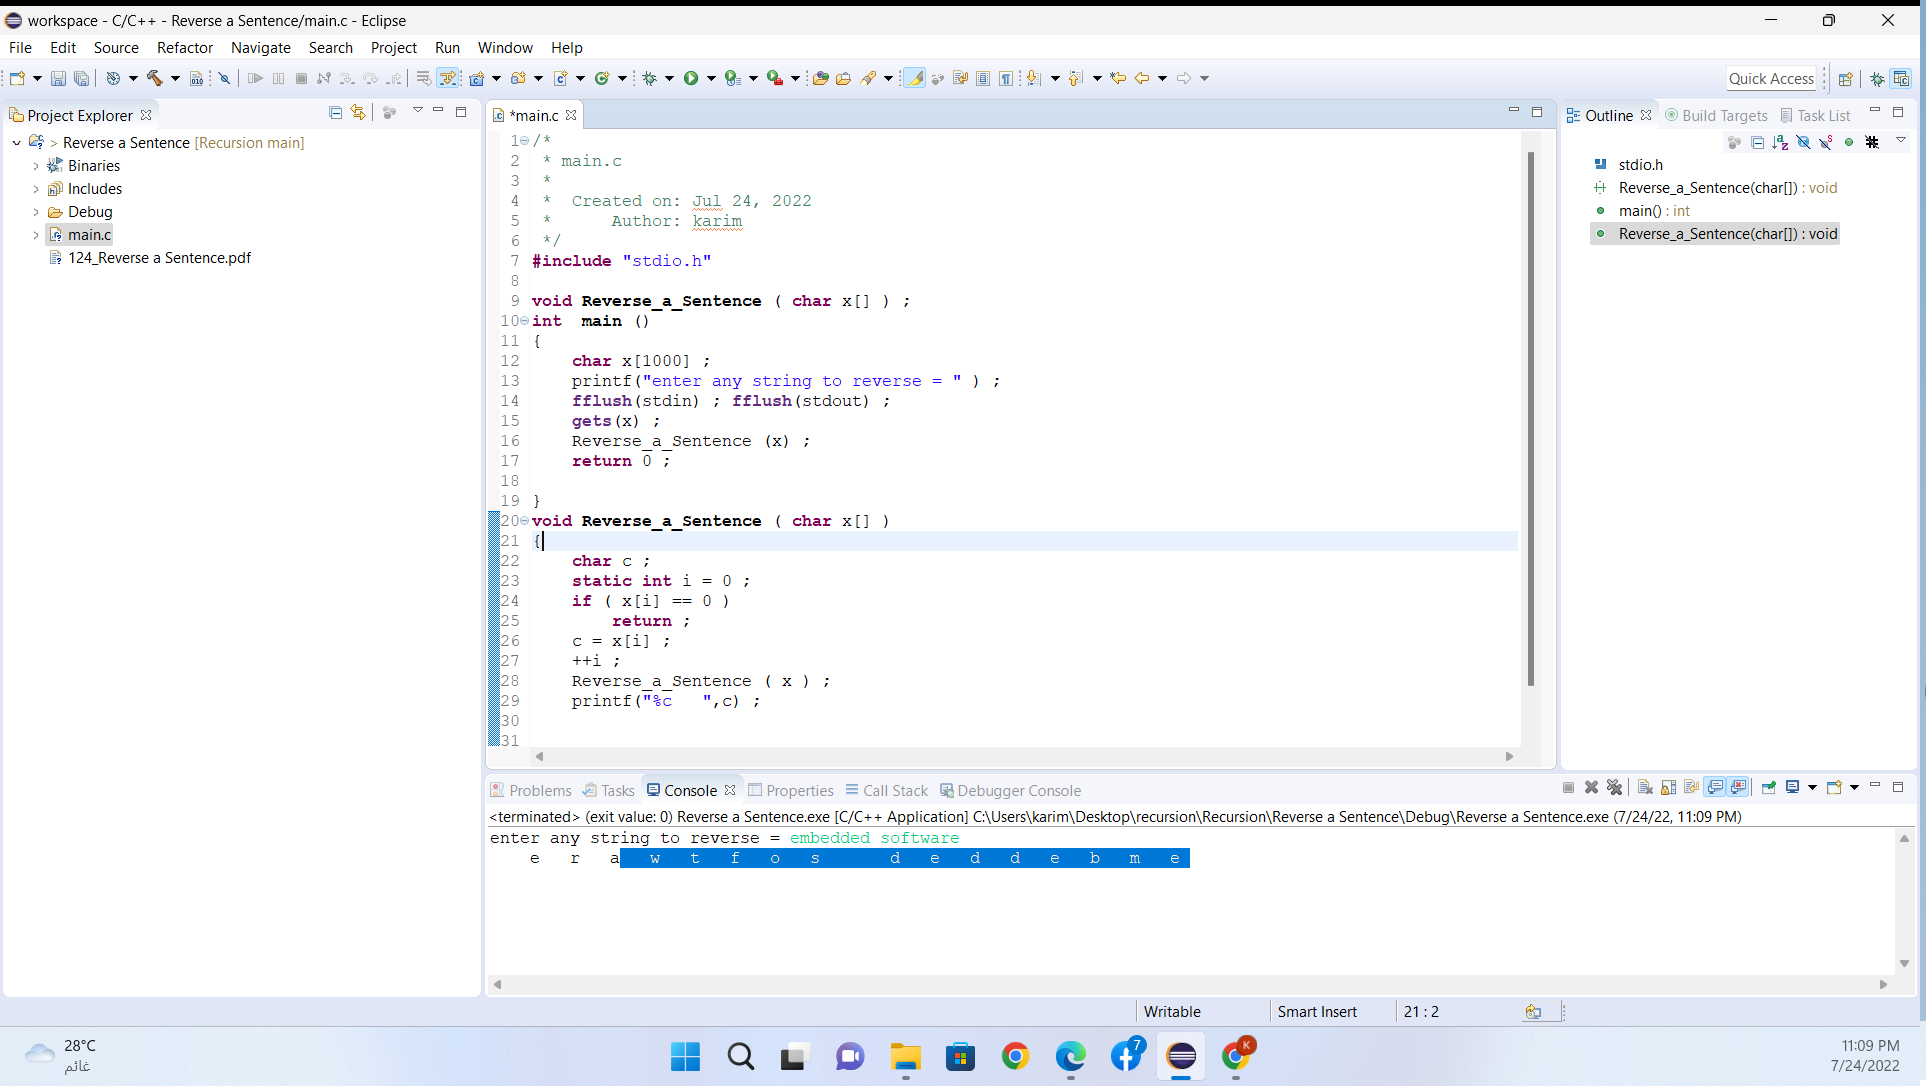 workspace - C/C++ - Reverse a Sentence/main.c - Eclipse
File Edit Source Refactor Navigate Search Project Run Window Help
Quick Access
Project Explorer
> Reverse a Sentence [Recursion main]
Binaries
Includes
Debug
main.c
124_Reverse a Sentence.pdf
*main.c
1 /*
2  * main.c
3  *
4  *  Created on: Jul 24, 2022
5  *      Author: karim
6  */
7 #include "stdio.h"
8
9 void Reverse_a_Sentence ( char x[] ) ;
10 int  main ()
11 {
12     char x[1000] ;
13     printf("enter any string to reverse = " ) ;
14     fflush(stdin) ; fflush(stdout) ;
15     gets(x) ;
16     Reverse_a_Sentence (x) ;
17     return 0 ;
18
19 }
20 void Reverse_a_Sentence ( char x[] )
21 {
22     char c ;
23     static int i = 0 ;
24     if ( x[i] == 0 )
25         return ;
26     c = x[i] ;
27     ++i ;
28     Reverse_a_Sentence ( x ) ;
29     printf("%c   ",c) ;
30
31
Outline Build Targets Task List
stdio.h
Reverse_a_Sentence(char[]) : void
main() : int
Reverse_a_Sentence(char[]) : void
Problems Tasks Console Properties Call Stack Debugger Console
<terminated> (exit value: 0) Reverse a Sentence.exe [C/C++ Application] C:\Users\karim\Desktop\recursion\Recursion\Reverse a Sentence\Debug\Reverse a Sentence.exe (7/24/22, 11:09 PM)
enter any string to reverse = embedded software
e   r   a   w   t   f   o   s       d   e   d   d   e   b   m   e
Writable Smart Insert 21 : 2
28°C
غائم
7
K
11:09 PM
7/24/2022